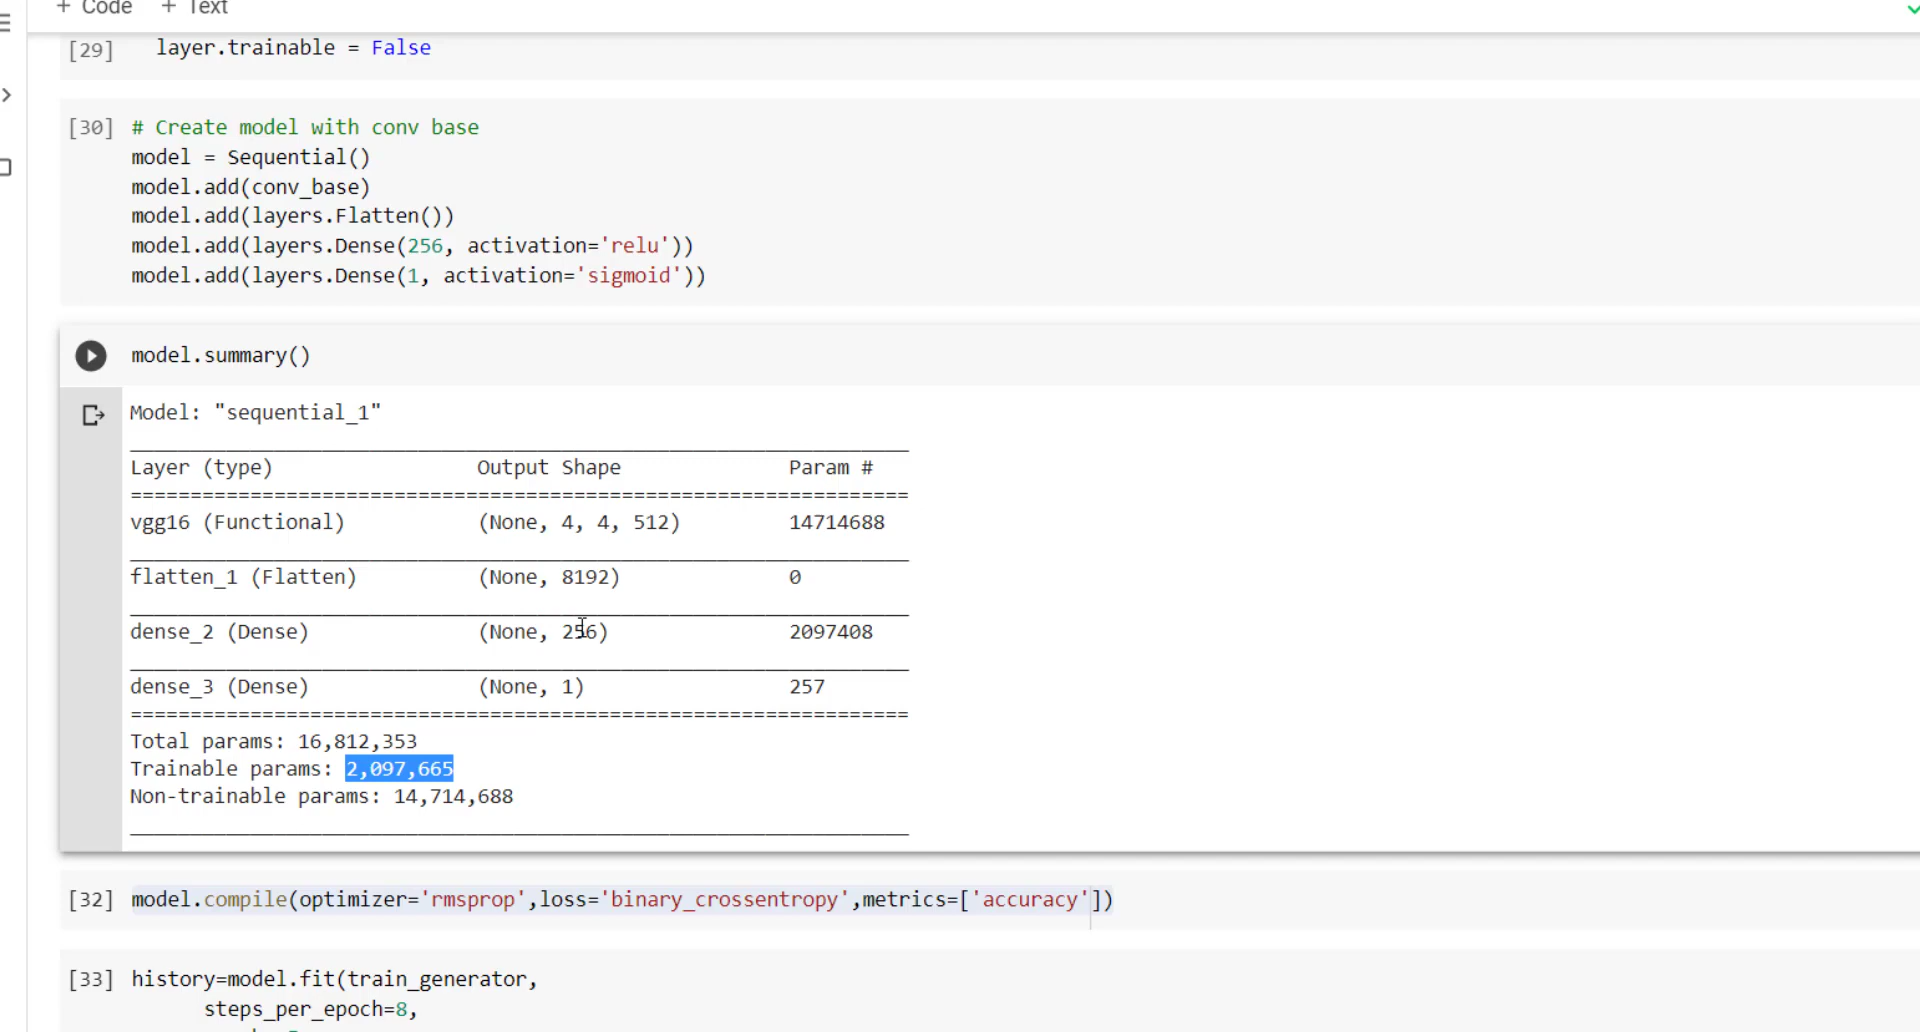 + Code + Text
[29] layer.trainable = False
[30] # Create model with conv base
model = Sequential()
model.add(conv_base)
model.add(layers.Flatten())
model.add(layers.Dense(256, activation='relu'))
model.add(layers.Dense(1, activation='sigmoid'))
model.summary()
Model: "sequential_1"
Layer (type) Output Shape Param #
=================================================================
vgg16 (Functional) (None, 4, 4, 512) 14714688
flatten_1 (Flatten) (None, 8192) 0
dense_2 (Dense) (None, 256) 2097408
dense_3 (Dense) (None, 1) 257
=================================================================
Total params: 16,812,353
Trainable params: 2,097,665
Non-trainable params: 14,714,688
[32] model.compile(optimizer='rmsprop',loss='binary_crossentropy',metrics=['accuracy'])
[33] history=model.fit(train_generator,
steps_per_epoch=8,